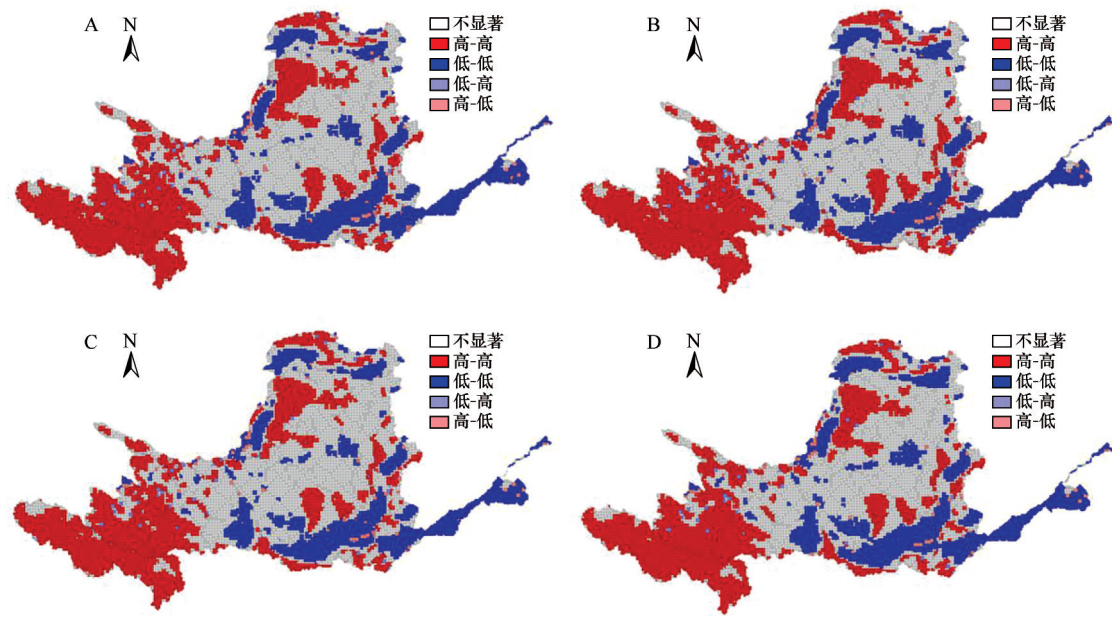 A
N
不显著
高-高
低-低
低-高
高-低
B
N
不显著
高-高
低-低
低-高
高-低
C
N
不显著
高-高
低-低
低-高
高-低
D
N
不显著
高-高
低-低
低-高
高-低